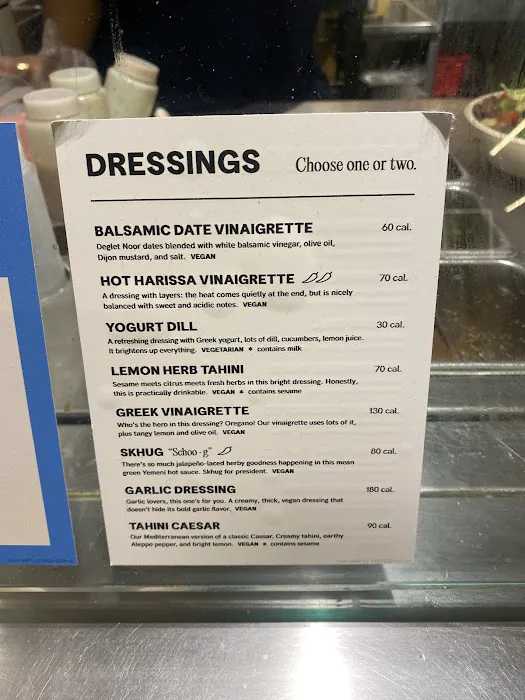 DRESSINGS Choose one or two.
BALSAMIC DATE VINAIGRETTE 60 cal.
Deglet Noor dates blended with white balsamic vinegar, olive oil,
Dijon mustard, and salt. VEGAN
HOT HARISSA VINAIGRETTE 70 cal.
A dressing with layers: the heat comes quietly at the end, but is nicely
balanced with sweet and acidic notes. VEGAN
YOGURT DILL 30 cal.
A refreshing dressing with Greek yogurt, lots of dill, cucumbers, lemon juice.
It brightens up everything. VEGETARIAN + contains milk
LEMON HERB TAHINI 70 cal.
Sesame meets citrus meets fresh herbs in this bright dressing. Honestly,
this is practically drinkable. VEGAN + contains sesame
GREEK VINAIGRETTE 130 cal.
Who's the hero in this dressing? Oregano! Our vinaigrette uses lots of it,
plus tangy lemon and olive oil. VEGAN
SKHUG "Schoo-g" 80 cal.
There's so much jalapeño-laced herby goodness happening in this mean
green Yemeni hot sauce. Skhug for president. VEGAN
GARLIC DRESSING 180 cal.
Garlic lovers, this one's for you. A creamy, thick, vegan dressing that
doesn't hide its bold garlic flavor. VEGAN
TAHINI CAESAR 90 cal.
Our Mediterranean version of a classic Caesar. Creamy tahini, earthy
Aleppo pepper, and bright lemon. VEGAN + contains sesame